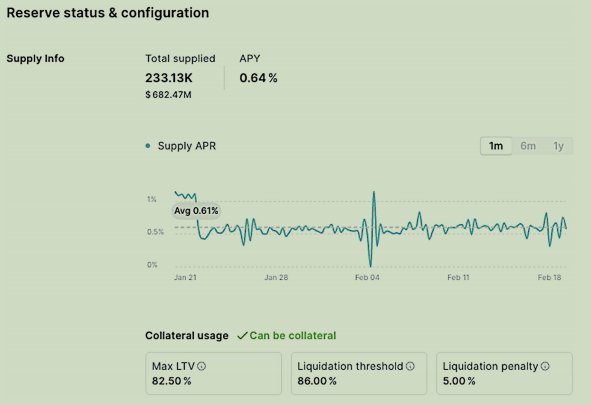 Reserve status & configuration
Supply Info
Total supplied APY
233.13K 0.64 %
$ 682.47M
Supply APR 1m 6m 1y
1%
Avg 0.61%
0.5%
0%
Jan 21 Jan 28 Feb 04 Feb 11 Feb 18
Collateral usage Can be collateral
Max LTV Liquidation threshold Liquidation penalty
82.50 % 86.00 % 5.00 %